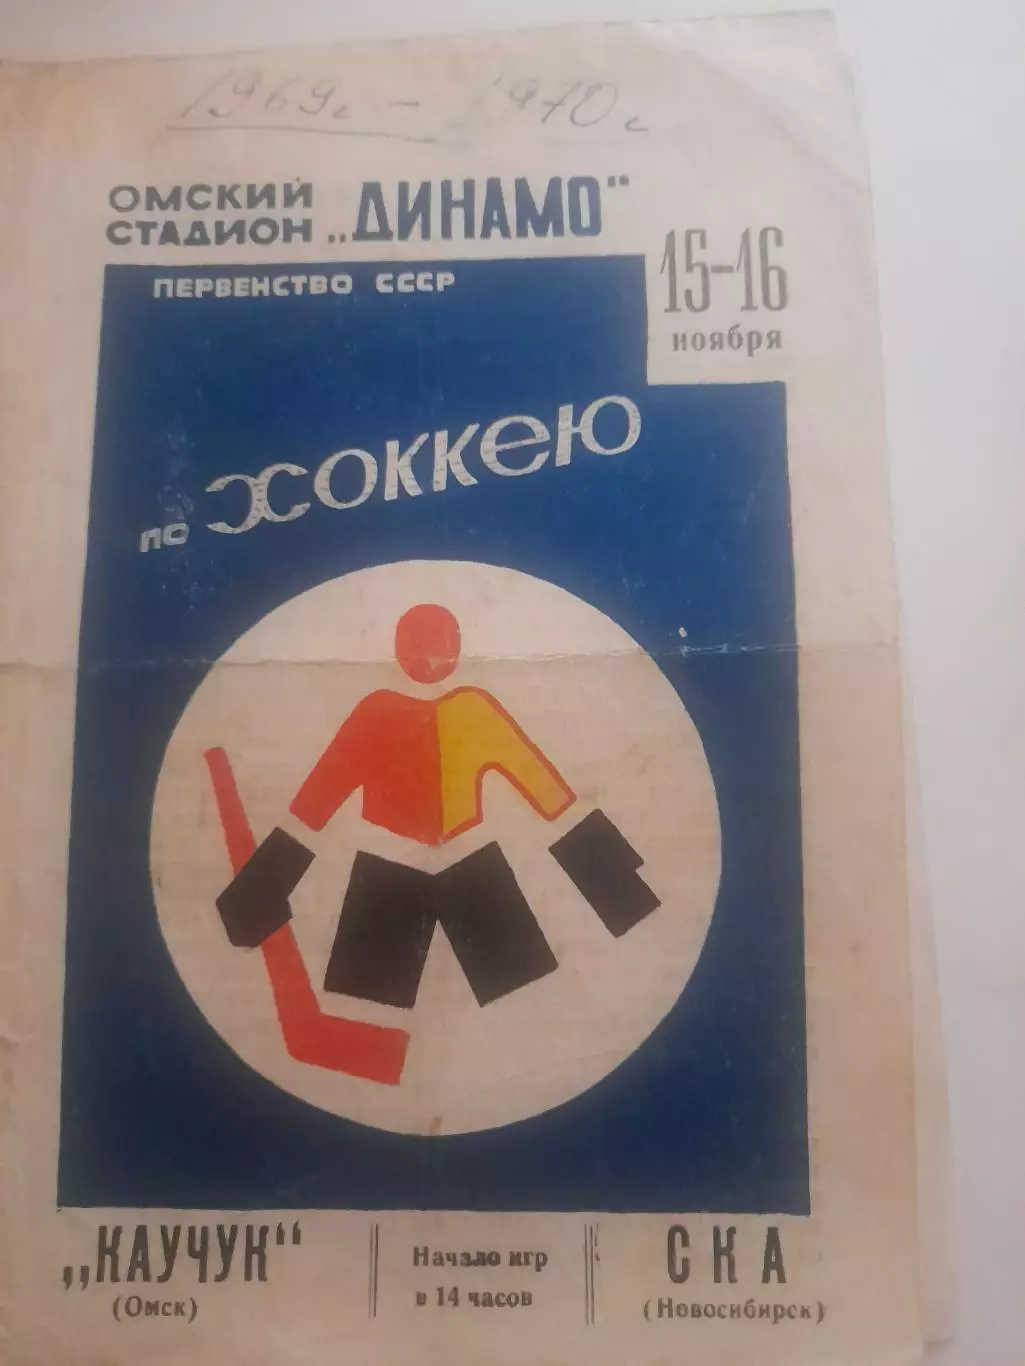 1969г - 1970г
ОМСКИЙ
СТАДИОН „ДИНАМО"
15-16
ноября
ПЕРВЕНСТВО СССР
по ХОККЕЮ
„КАУЧУК"
(Омск)
Начало игр
в 14 часов
СКА
(Новосибирск)